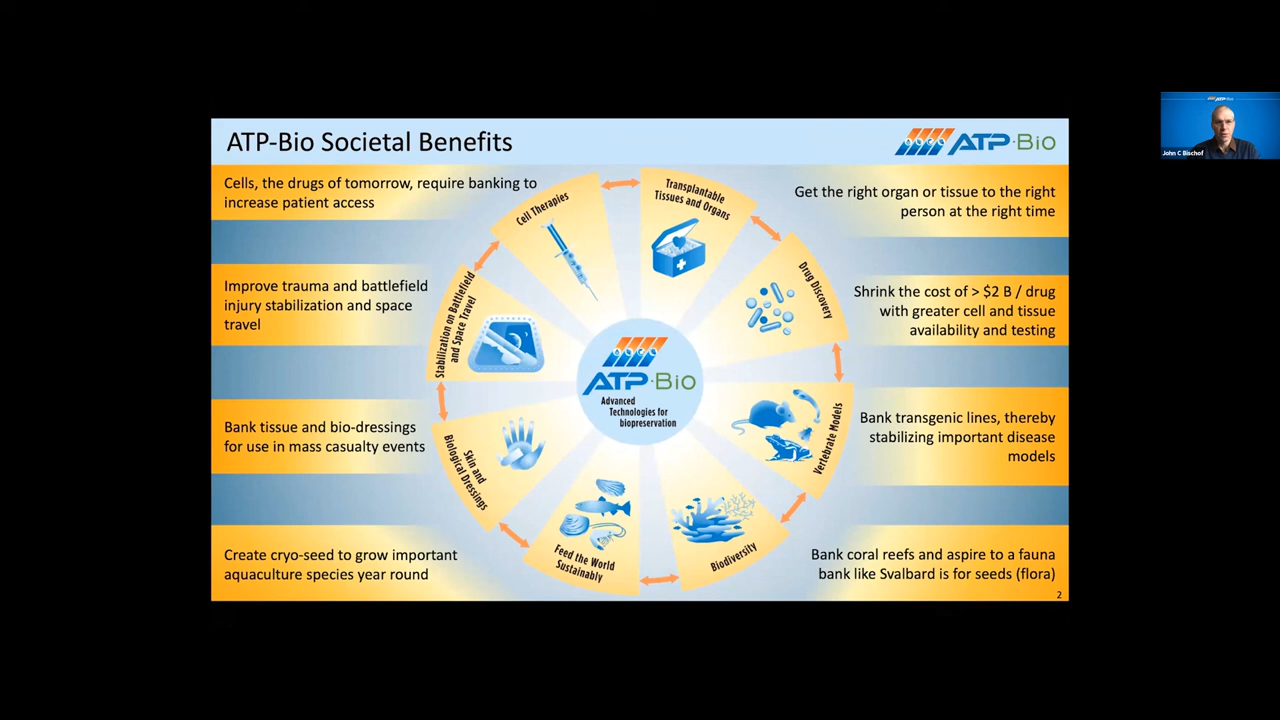 ATP-Bio Societal Benefits
ATP-Bio
Cells, the drugs of tomorrow, require banking to
increase patient access
Improve trauma and battlefield
injury stabilization and space
travel
Bank tissue and bio-dressings
for use in mass casualty events
Create cryo-seed to grow important
aquaculture species year round
Cell Therapies
Transplantable
Tissues and Organs
Drug Discovery
Vertebrate Models
Biodiversity
Feed the World
Sustainably
Skin and
Biological Dressings
Stabilization on Battlefield
and Space Travel
ATP-Bio
Advanced
Technologies for
biopreservation
Get the right organ or tissue to the right
person at the right time
Shrink the cost of > $2 B / drug
with greater cell and tissue
availability and testing
Bank transgenic lines, thereby
stabilizing important disease
models
Bank coral reefs and aspire to a fauna
bank like Svalbard is for seeds (flora)
2
ATP-Bio
John C Bischof